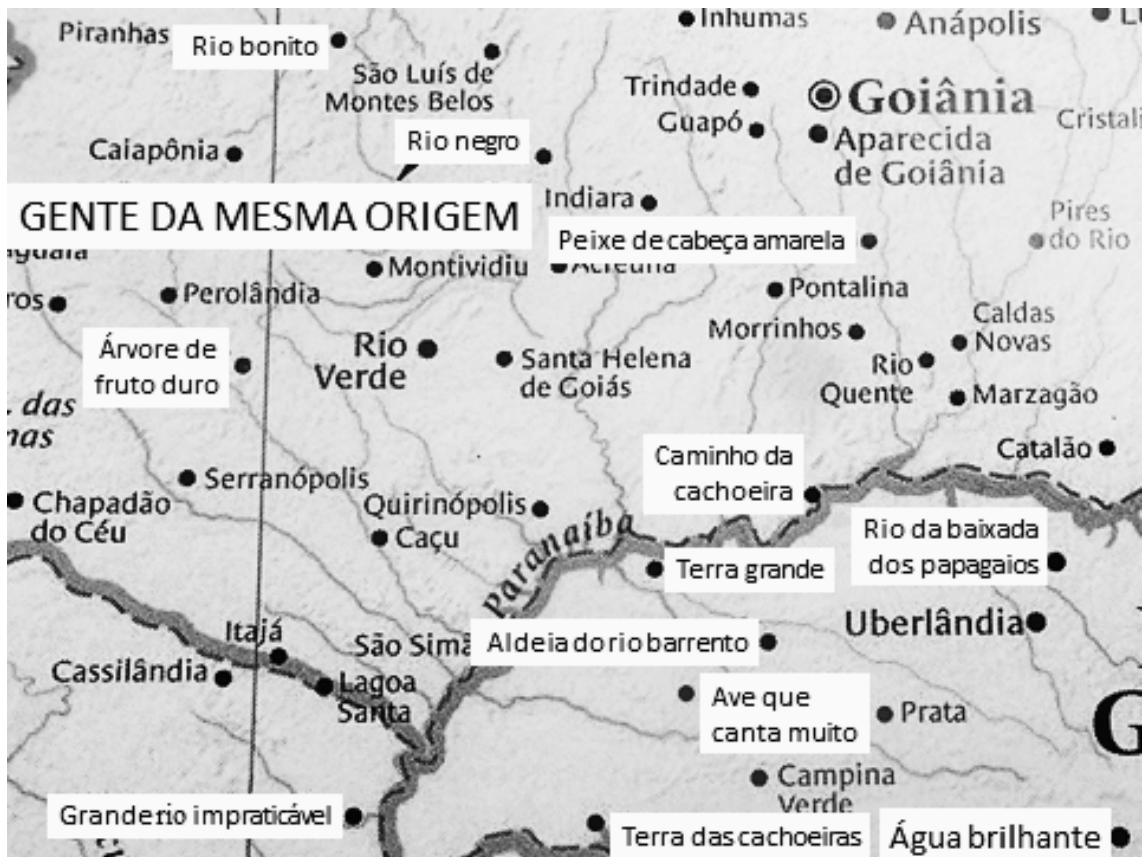 Inhumas
Anápolis
Piranhas
Rio bonito
São Luís de
Montes Belos
Trindade
Goiânia
Guapó
Cristali
Aparecida
de Goiânia
Caiapônia
Rio negro
Indiara
GENTE DA MESMA ORIGEM
Pires
do Rio
Peixe de cabeça amarela
Montividiu
Acreúna
ros
Perolândia
Pontalina
Caldas
Novas
Morrinhos
Árvore de
fruto duro
Rio
Verde
Santa Helena
de Goiás
Rio
Quente
Marzagão
. das
nas
Catalão
Caminho da
cachoeira
Serranópolis
Chapadão
do Céu
Quirinópolis
Caçu
Paranaíba
Rio da baixada
dos papagaios
Terra grande
Itajá
São Simã
Aldeia do rio barrento
Uberlândia
Cassilândia
Lagoa
Santa
Ave que
canta muito
Prata
G
Campina
Verde
Grande rio impraticável
Terra das cachoeiras
Água brilhante